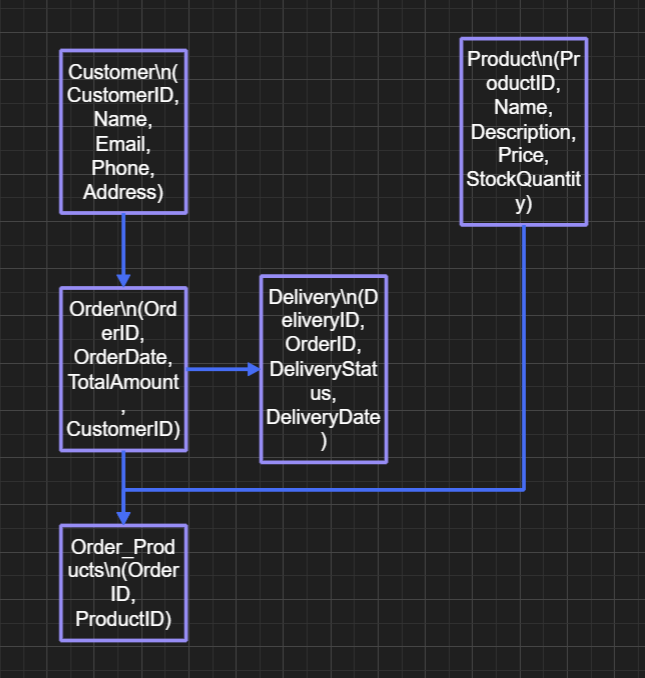 Customer\n(
CustomerID,
Name,
Email,
Phone,
Address)
Product\n(Pr
oductID,
Name,
Description,
Price,
StockQuantit
y)
Order\n(Ord
erID,
OrderDate,
TotalAmount
,
CustomerID)
Delivery\n(D
eliveryID,
OrderID,
DeliveryStat
us,
DeliveryDate
)
Order_Prod
ucts\n(Order
ID,
ProductID)